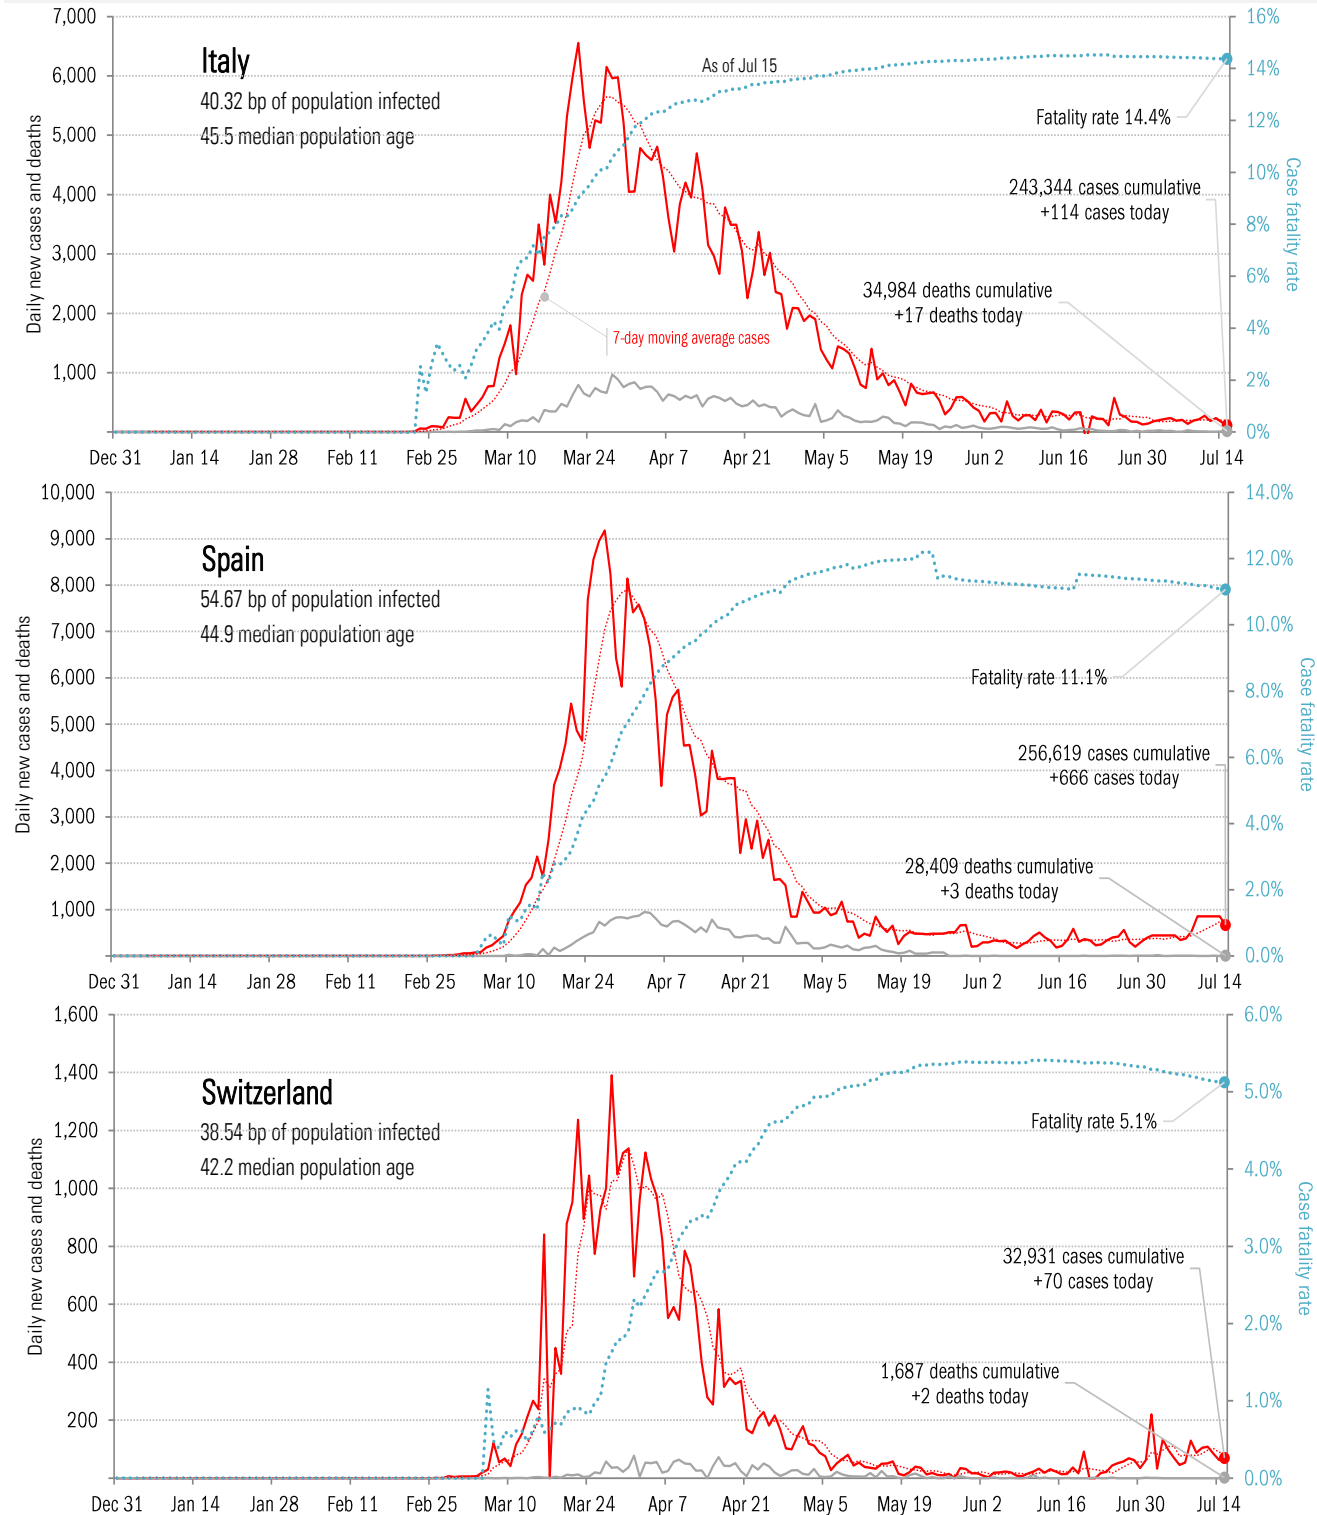 7,000
6,000
5,000
4,000
3,000
2,000
1,000
Daily new cases and deaths
Italy
40.32 bp of population infected
45.5 median population age
As of Jul 15
7-day moving average cases
Fatality rate 14.4%
243,344 cases cumulative
+114 cases today
34,984 deaths cumulative
+17 deaths today
16%
14%
12%
10%
8%
6%
4%
2%
0%
Case fatality rate
Dec 31 Jan 14 Jan 28 Feb 11 Feb 25 Mar 10 Mar 24 Apr 7 Apr 21 May 5 May 19 Jun 2 Jun 16 Jun 30 Jul 14
10,000
9,000
8,000
7,000
6,000
5,000
4,000
3,000
2,000
1,000
Daily new cases and deaths
Spain
54.67 bp of population infected
44.9 median population age
Fatality rate 11.1%
256,619 cases cumulative
+666 cases today
28,409 deaths cumulative
+3 deaths today
14.0%
12.0%
10.0%
8.0%
6.0%
4.0%
2.0%
0.0%
Case fatality rate
Dec 31 Jan 14 Jan 28 Feb 11 Feb 25 Mar 10 Mar 24 Apr 7 Apr 21 May 5 May 19 Jun 2 Jun 16 Jun 30 Jul 14
1,600
1,400
1,200
1,000
800
600
400
200
Daily new cases and deaths
Switzerland
38.54 bp of population infected
42.2 median population age
Fatality rate 5.1%
32,931 cases cumulative
+70 cases today
1,687 deaths cumulative
+2 deaths today
6.0%
5.0%
4.0%
3.0%
2.0%
1.0%
0.0%
Case fatality rate
Dec 31 Jan 14 Jan 28 Feb 11 Feb 25 Mar 10 Mar 24 Apr 7 Apr 21 May 5 May 19 Jun 2 Jun 16 Jun 30 Jul 14